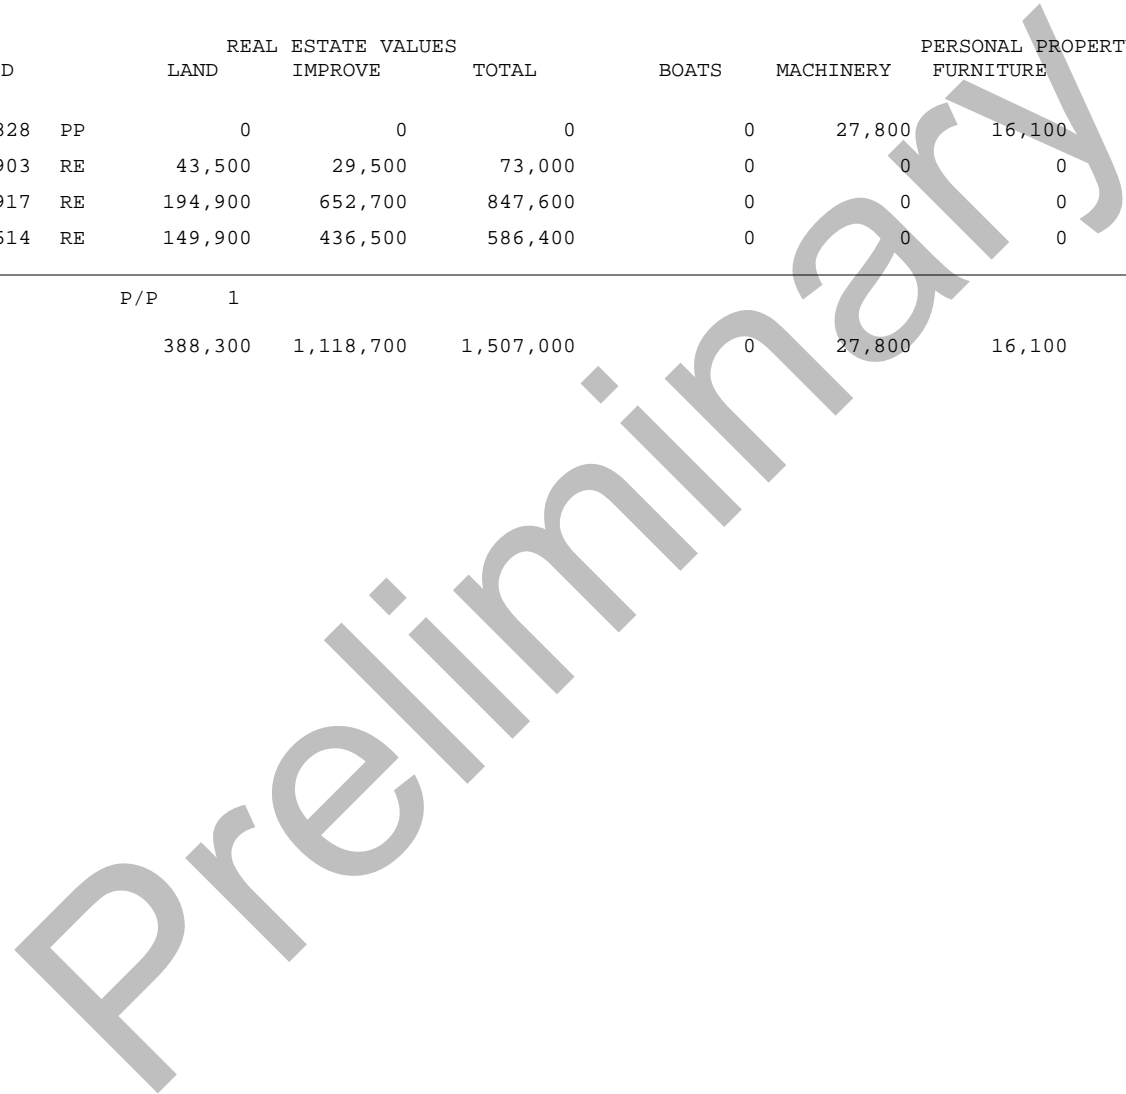 REAL ESTATE VALUES PERSONAL PROPERT
D LAND IMPROVE TOTAL BOATS MACHINERY FURNITURE
328 PP 0 0 0 0 27,800 16,100
903 RE 43,500 29,500 73,000 0 0 0
917 RE 194,900 652,700 847,600 0 0 0
514 RE 149,900 436,500 586,400 0 0 0
P/P 1
388,300 1,118,700 1,507,000 0 27,800 16,100
Preliminary